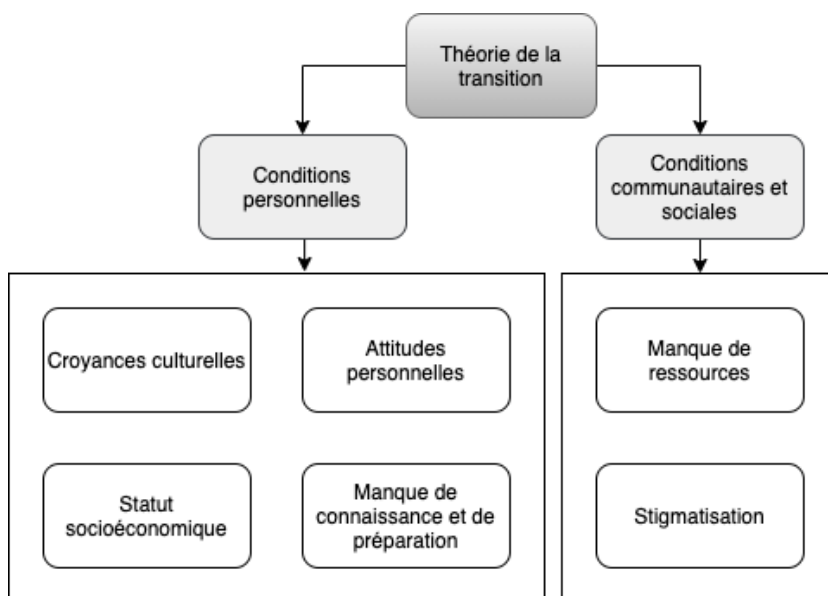 Théorie de la
transition
Conditions
personnelles
Conditions
communautaires et
sociales
Croyances culturelles
Attitudes
personnelles
Manque de
ressources
Statut
socioéconomique
Manque de
connaissance et de
préparation
Stigmatisation